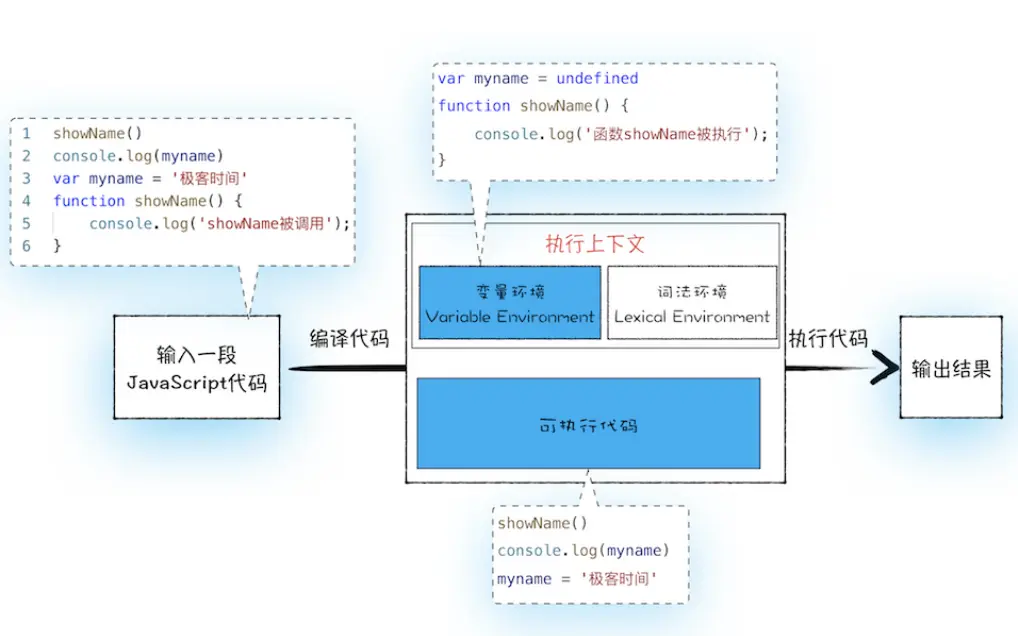 var myname = undefined
function showName() {
console.log('函数showName被执行');
}
1 showName()
2 console.log(myname)
3 var myname = '极客时间'
4 function showName() {
5 console.log('showName被调用');
6 }
执行上下文
变量环境
Variable Environment
词法环境
Lexical Environment
输入一段
JavaScript代码
编译代码
执行代码
输出结果
可执行代码
showName()
console.log(myname)
myname = '极客时间'